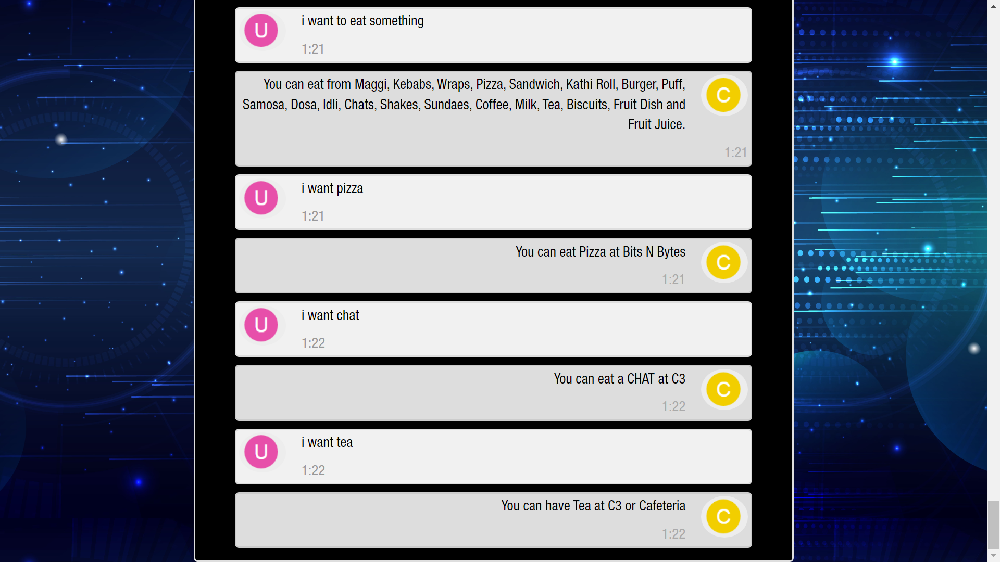 U
i want to eat something
1:21
You can eat from Maggi, Kebabs, Wraps, Pizza, Sandwich, Kathi Roll, Burger, Puff,
Samosa, Dosa, Idli, Chats, Shakes, Sundaes, Coffee, Milk, Tea, Biscuits, Fruit Dish and
Fruit Juice.
C
1:21
U
i want pizza
1:21
You can eat Pizza at Bits N Bytes
C
1:21
U
i want chat
1:22
You can eat a CHAT at C3
C
1:22
U
i want tea
1:22
You can have Tea at C3 or Cafeteria
C
1:22